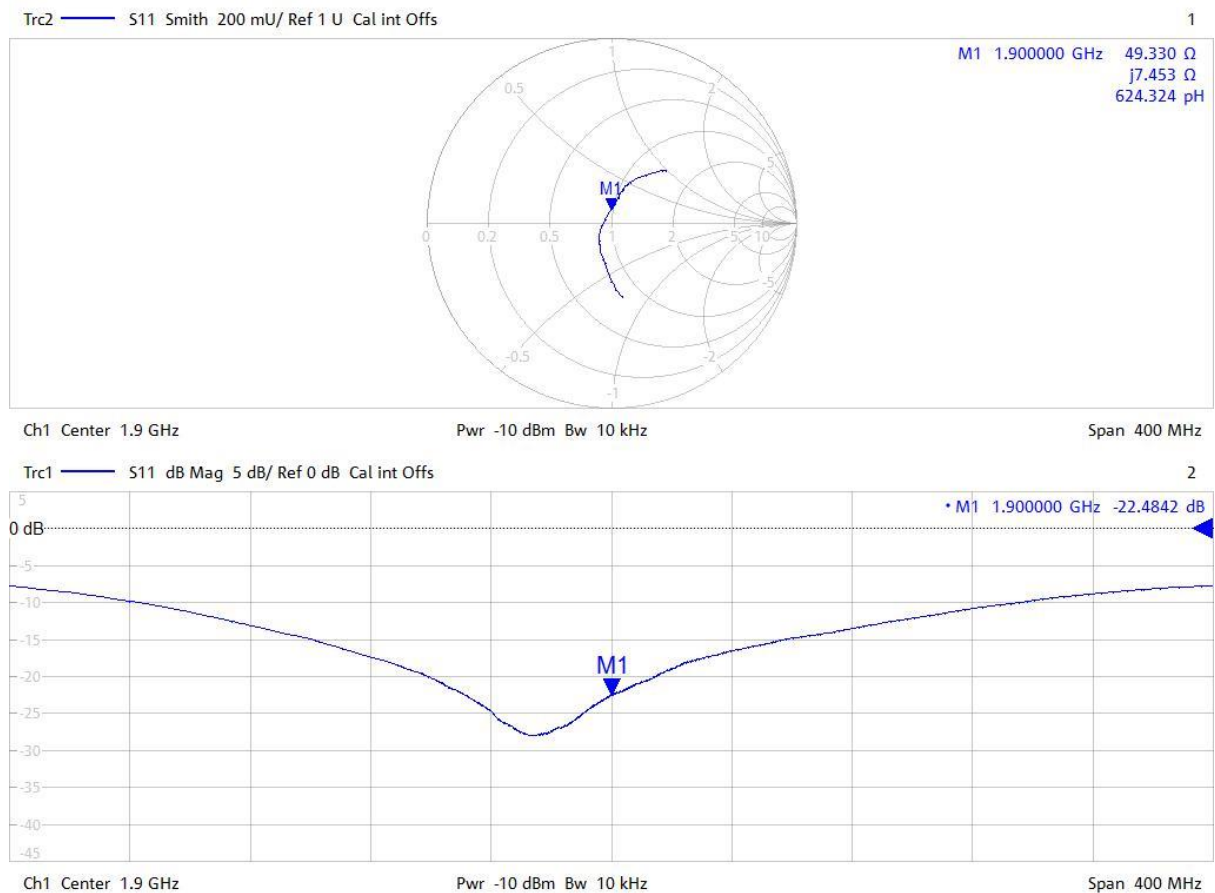 Trc2 S11 Smith 200 mU/ Ref 1 U Cal int Offs 1
M1 1.900000 GHz 49.330 Ω
j7.453 Ω
624.324 pH
1
0.5 2
5
M1
0 0.2 0.5 1 2 5 10
-5
-0.5 -2
-1
Ch1 Center 1.9 GHz Pwr -10 dBm Bw 10 kHz Span 400 MHz
Trc1 S11 dB Mag 5 dB/ Ref 0 dB Cal int Offs 2
5
• M1 1.900000 GHz -22.4842 dB
0 dB
-5
-10
-15
M1
-20
-25
-30
-35
-40
-45
Ch1 Center 1.9 GHz Pwr -10 dBm Bw 10 kHz Span 400 MHz